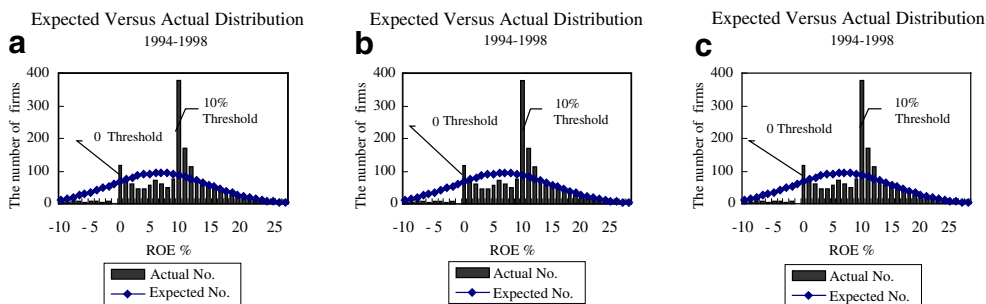 Expected Versus Actual Distribution
1994-1998
a
400
300
200
100
0
The number of firms
0 Threshold
10%
Threshold
-10 -5 0 5 10 15 20 25
ROE %
Actual No.
Expected No.
Expected Versus Actual Distribution
1994-1998
b
400
300
200
100
0
The number of firms
0 Threshold
10%
Threshold
-10 -5 0 5 10 15 20 25
ROE %
Actual No.
Expected No.
Expected Versus Actual Distribution
1994-1998
c
400
300
200
100
0
The number of firms
0 Threshold
10%
Threshold
-10 -5 0 5 10 15 20 25
ROE %
Actual No.
Expected No.